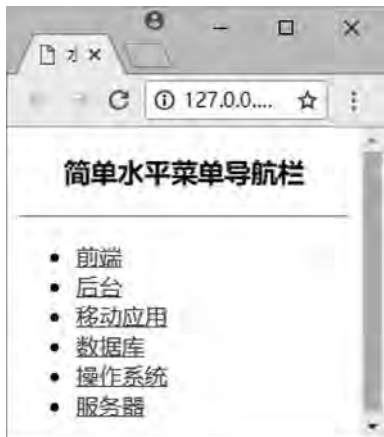 127.0.0....
简单水平菜单导航栏
前端
后台
移动应用
数据库
操作系统
服务器